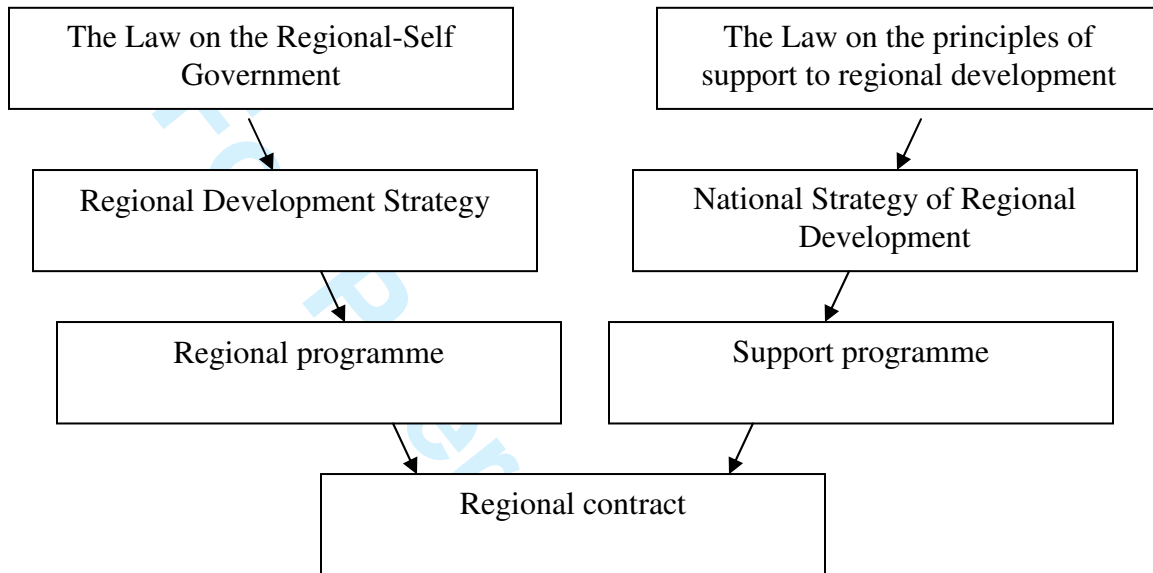 The Law on the Regional-Self
Government
The Law on the principles of
support to regional development
Regional Development Strategy
National Strategy of Regional
Development
Regional programme
Support programme
Regional contract